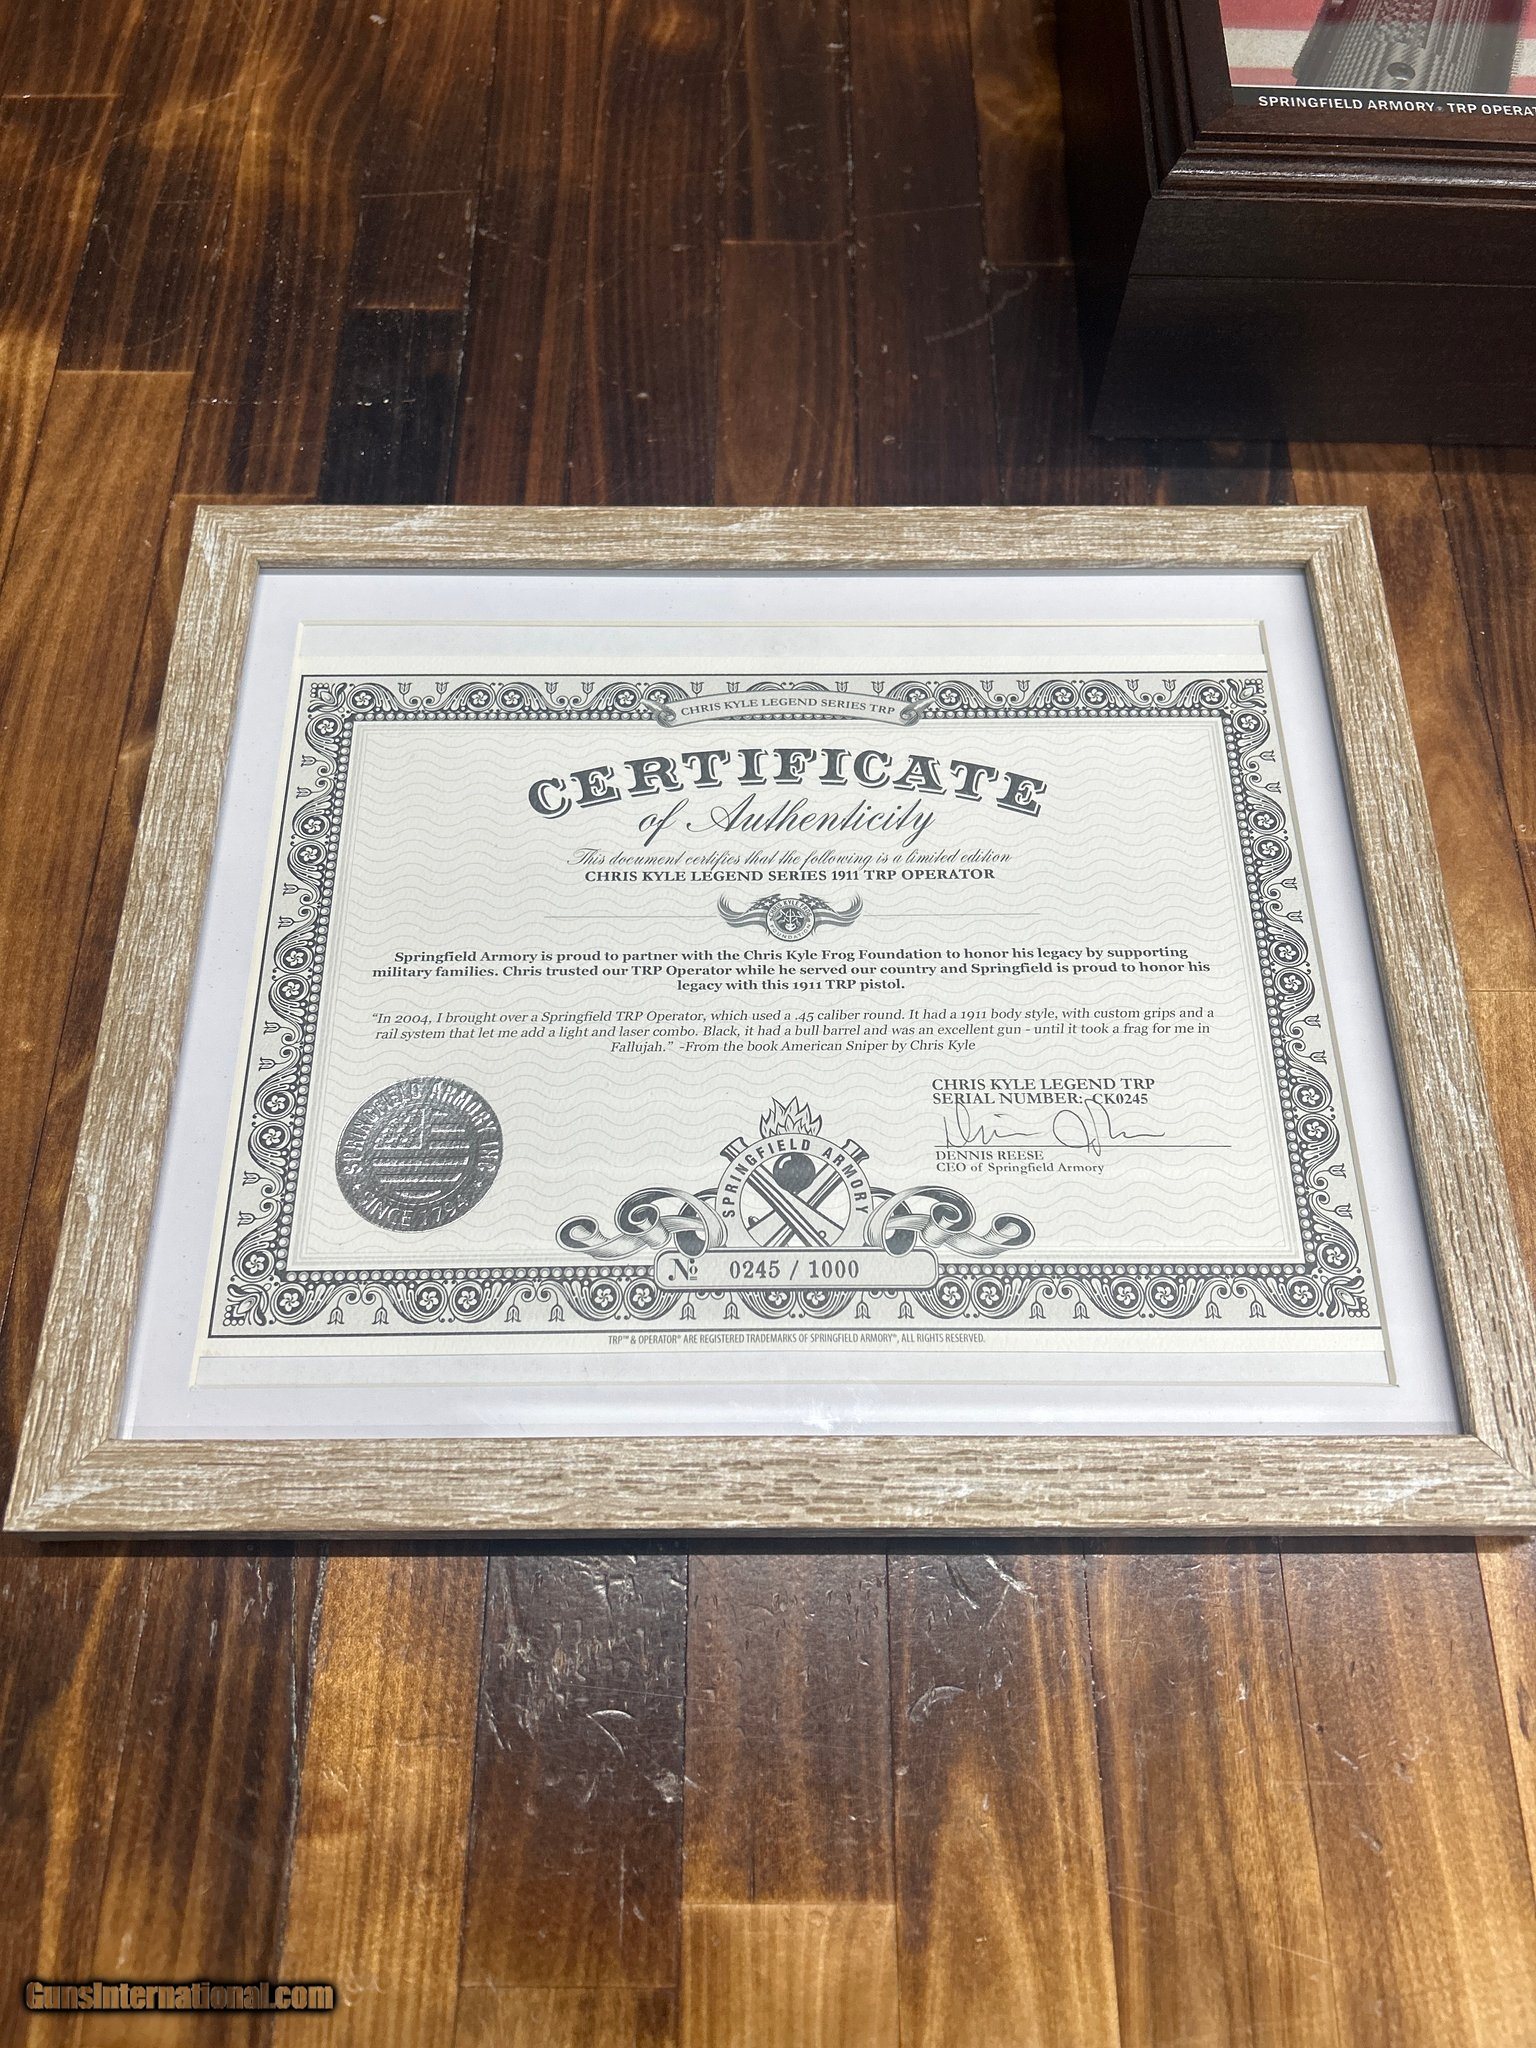 SPRINGFIELD ARMORY® TRP OPERAT
CHRIS KYLE LEGEND SERIES TRP
CERTIFICATE
of Authenticity
This document certifies that the following is a limited edition
CHRIS KYLE LEGEND SERIES 1911 TRP OPERATOR
CHRIS KYLE FROG
FOUNDATION
Springfield Armory is proud to partner with the Chris Kyle Frog Foundation to honor his legacy by supporting
military families. Chris trusted our TRP Operator while he served our country and Springfield is proud to honor his
legacy with this 1911 TRP pistol.
“In 2004, I brought over a Springfield TRP Operator, which used a .45 caliber round. It had a 1911 body style, with custom grips and a
rail system that let me add a light and laser combo. Black, it had a bull barrel and was an excellent gun - until it took a frag for me in
Fallujah.” -From the book American Sniper by Chris Kyle
CHRIS KYLE LEGEND TRP
SERIAL NUMBER: CK0245
DENNIS REESE
CEO of Springfield Armory
SPRINGFIELD ARMORY, INC.
SINCE 1794
SPRINGFIELD ARMORY
№ 0245 / 1000
TRP™ & OPERATOR® ARE REGISTERED TRADEMARKS OF SPRINGFIELD ARMORY®, ALL RIGHTS RESERVED.
GunsInternational.com